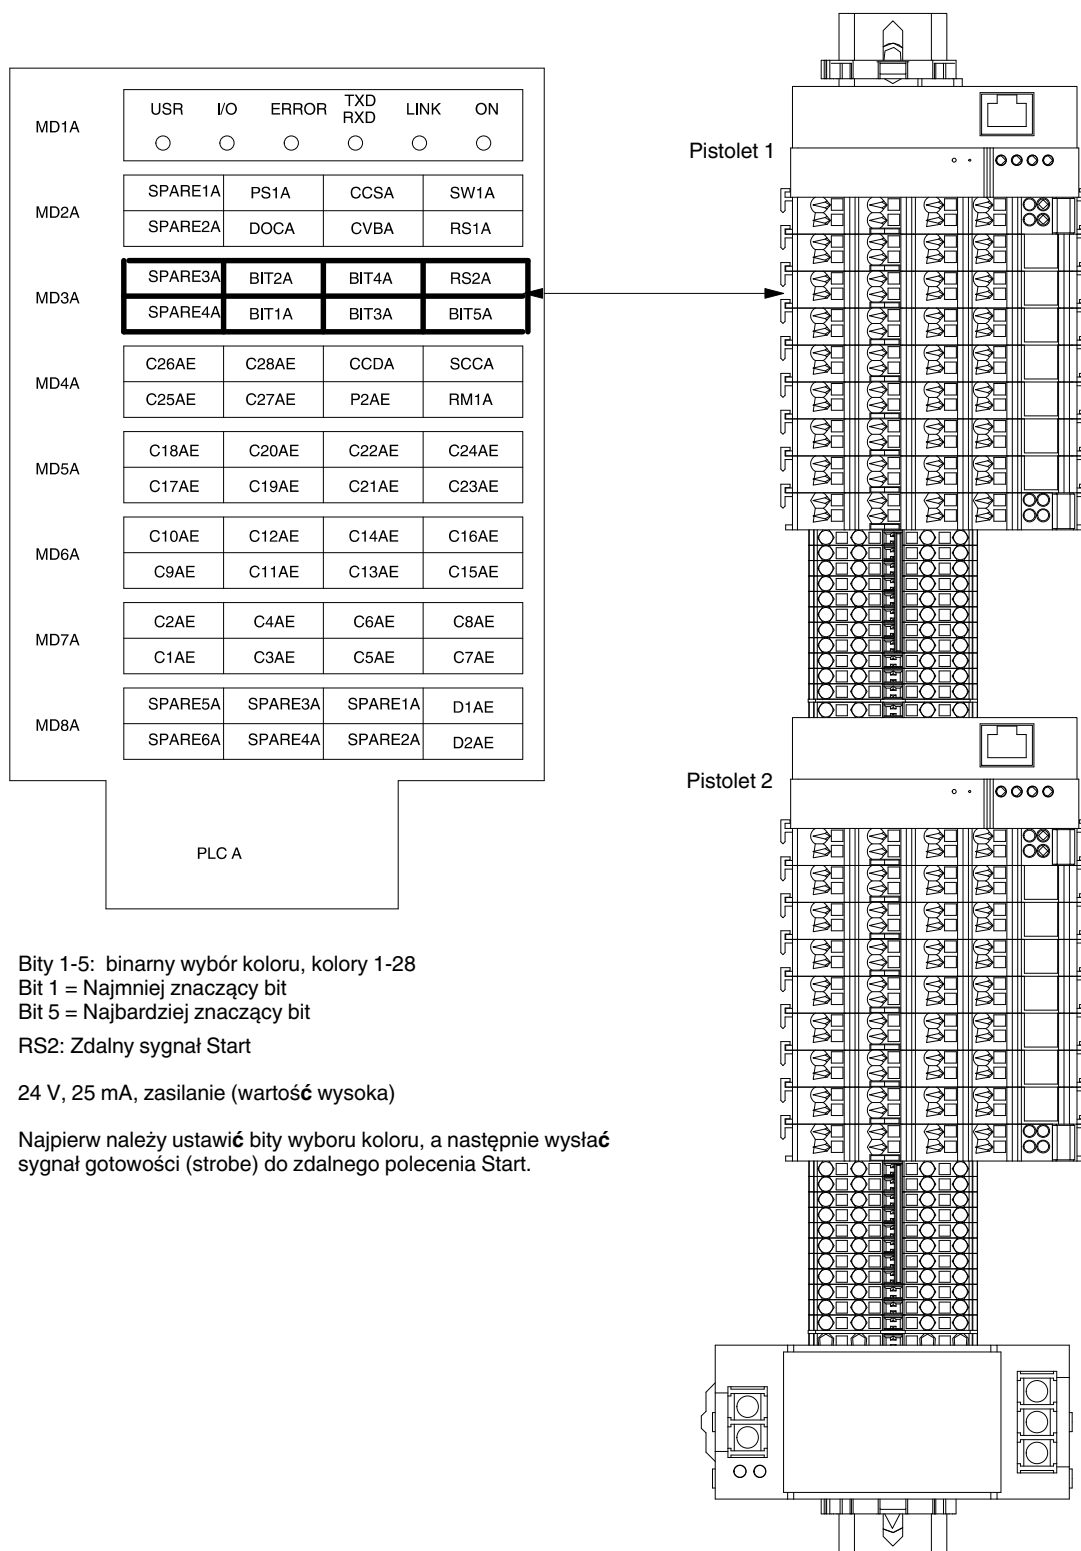 USR I/O ERROR TXD RXD LINK ON
MD1A
Pistolet 1
MD2A
SPARE1A PS1A CCSA SW1A
SPARE2A DOCA CVBA RS1A
MD3A
SPARE3A BIT2A BIT4A RS2A
SPARE4A BIT1A BIT3A BIT5A
MD4A
C26AE C28AE CCDA SCCA
C25AE C27AE P2AE RM1A
MD5A
C18AE C20AE C22AE C24AE
C17AE C19AE C21AE C23AE
MD6A
C10AE C12AE C14AE C16AE
C9AE C11AE C13AE C15AE
MD7A
C2AE C4AE C6AE C8AE
C1AE C3AE C5AE C7AE
MD8A
SPARE5A SPARE3A SPARE1A D1AE
SPARE6A SPARE4A SPARE2A D2AE
Pistolet 2
PLC A
Bity 1-5: binarny wybór koloru, kolory 1-28
Bit 1 = Najmniej znaczący bit
Bit 5 = Najbardziej znaczący bit
RS2: Zdalny sygnał Start
24 V, 25 mA, zasilanie (wartość wysoka)
Najpierw należy ustawić bity wyboru koloru, a następnie wysłać
sygnał gotowości (strobe) do zdalnego polecenia Start.